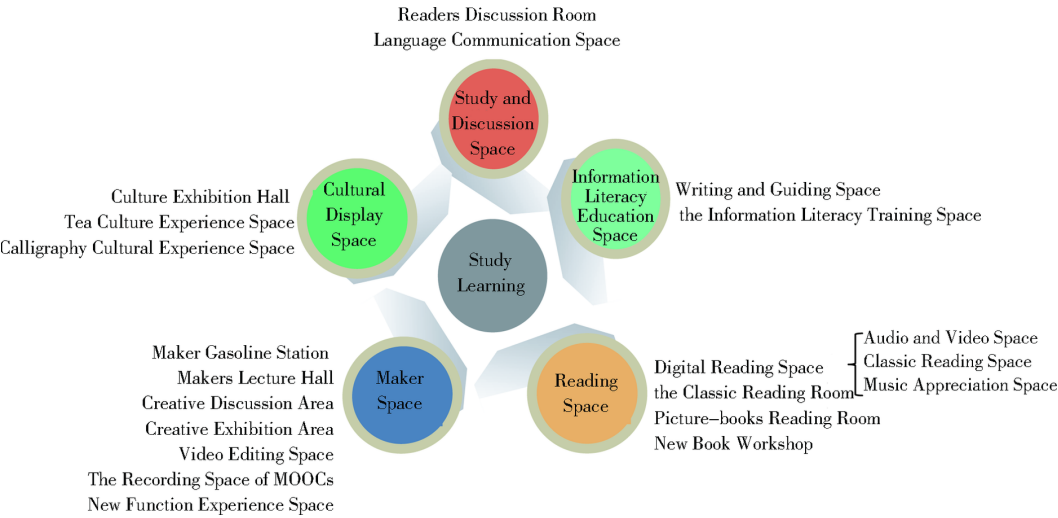 Readers Discussion Room
Language Communication Space
Study and
Discussion
Space
Information
Literacy
Education
Space
Writing and Guiding Space
the Information Literacy Training Space
Cultural
Display
Space
Culture Exhibition Hall
Tea Culture Experience Space
Calligraphy Cultural Experience Space
Study
Learning
Maker
Space
Maker Gasoline Station
Makers Lecture Hall
Creative Discussion Area
Creative Exhibition Area
Video Editing Space
The Recording Space of MOOCs
New Function Experience Space
Reading
Space
Digital Reading Space
the Classic Reading Room
Picture-books Reading Room
New Book Workshop
Audio and Video Space
Classic Reading Space
Music Appreciation Space